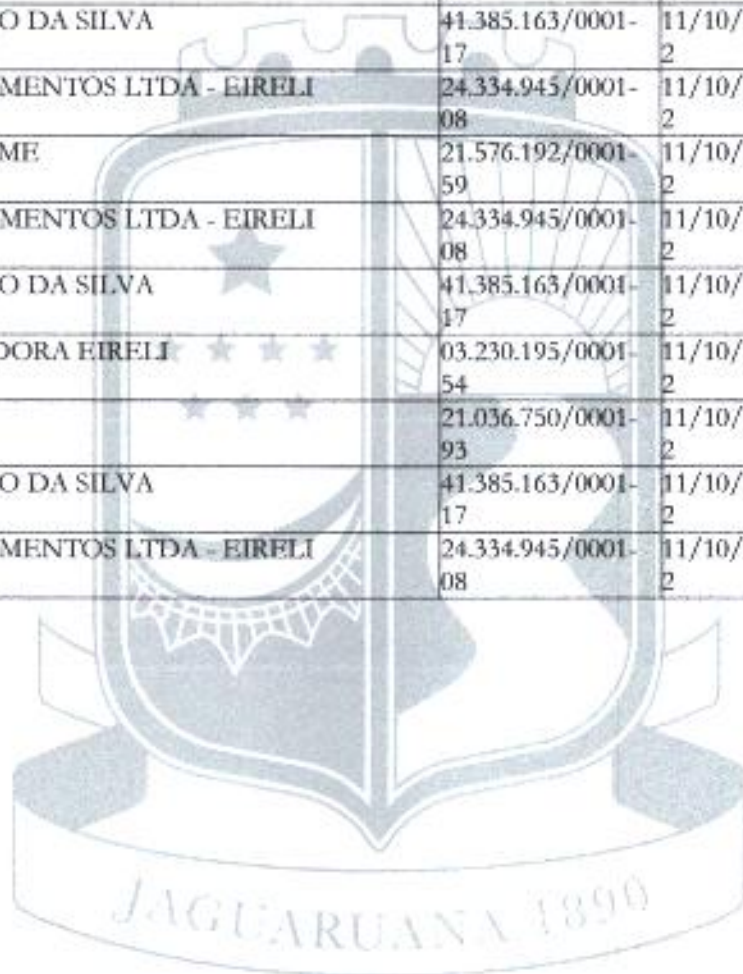 O DA SILVA 41.385.163/0001- 11/10/
17 2
MENTOS LTDA - EIRELI 24.334.945/0001- 11/10/
08 2
ME 21.576.192/0001- 11/10/
59 2
MENTOS LTDA - EIRELI 24.334.945/0001- 11/10/
08 2
O DA SILVA 41.385.163/0001- 11/10/
17 2
DORA EIRELI 03.230.195/0001- 11/10/
54 2
21.036.750/0001- 11/10/
93 2
O DA SILVA 41.385.163/0001- 11/10/
17 2
MENTOS LTDA - EIRELI 24.334.945/0001- 11/10/
08 2
JAGUARUANA 1890